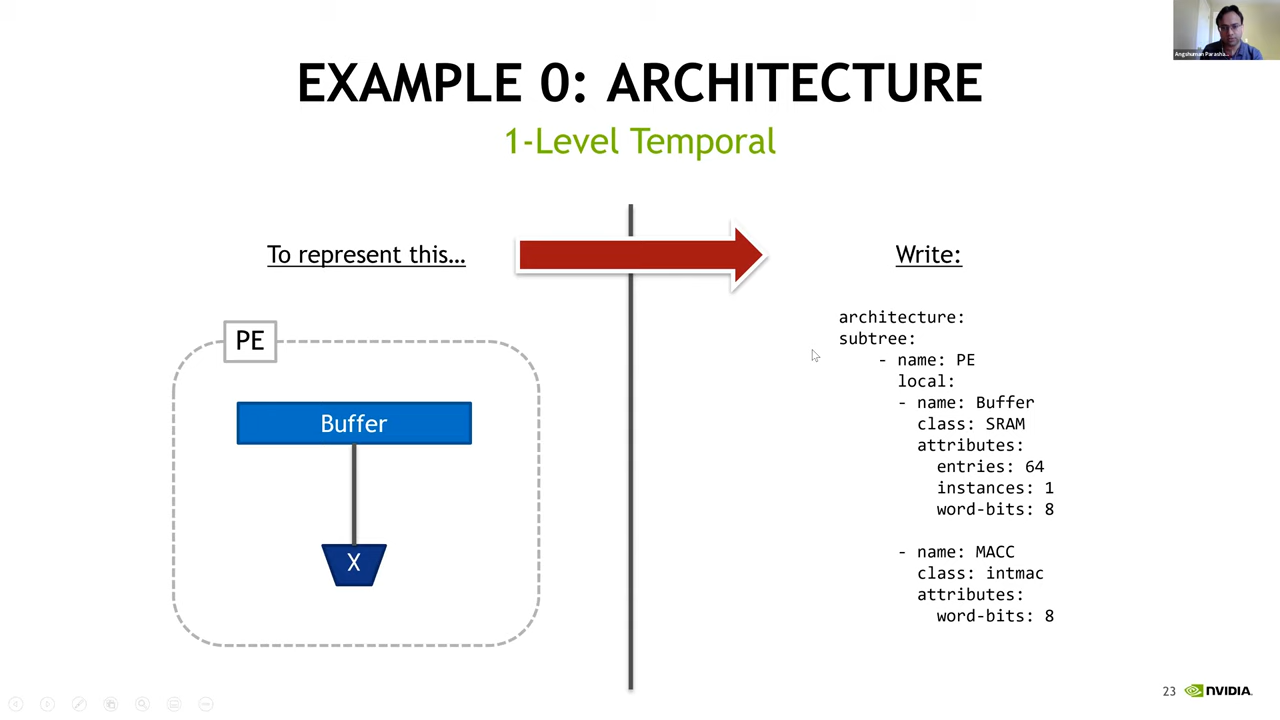 Angshuman Parasha...
EXAMPLE 0: ARCHITECTURE
1-Level Temporal
To represent this…
Write:
PE
Buffer
X
architecture:
subtree:
- name: PE
local:
- name: Buffer
class: SRAM
attributes:
entries: 64
instances: 1
word-bits: 8
- name: MACC
class: intmac
attributes:
word-bits: 8
23
NVIDIA.